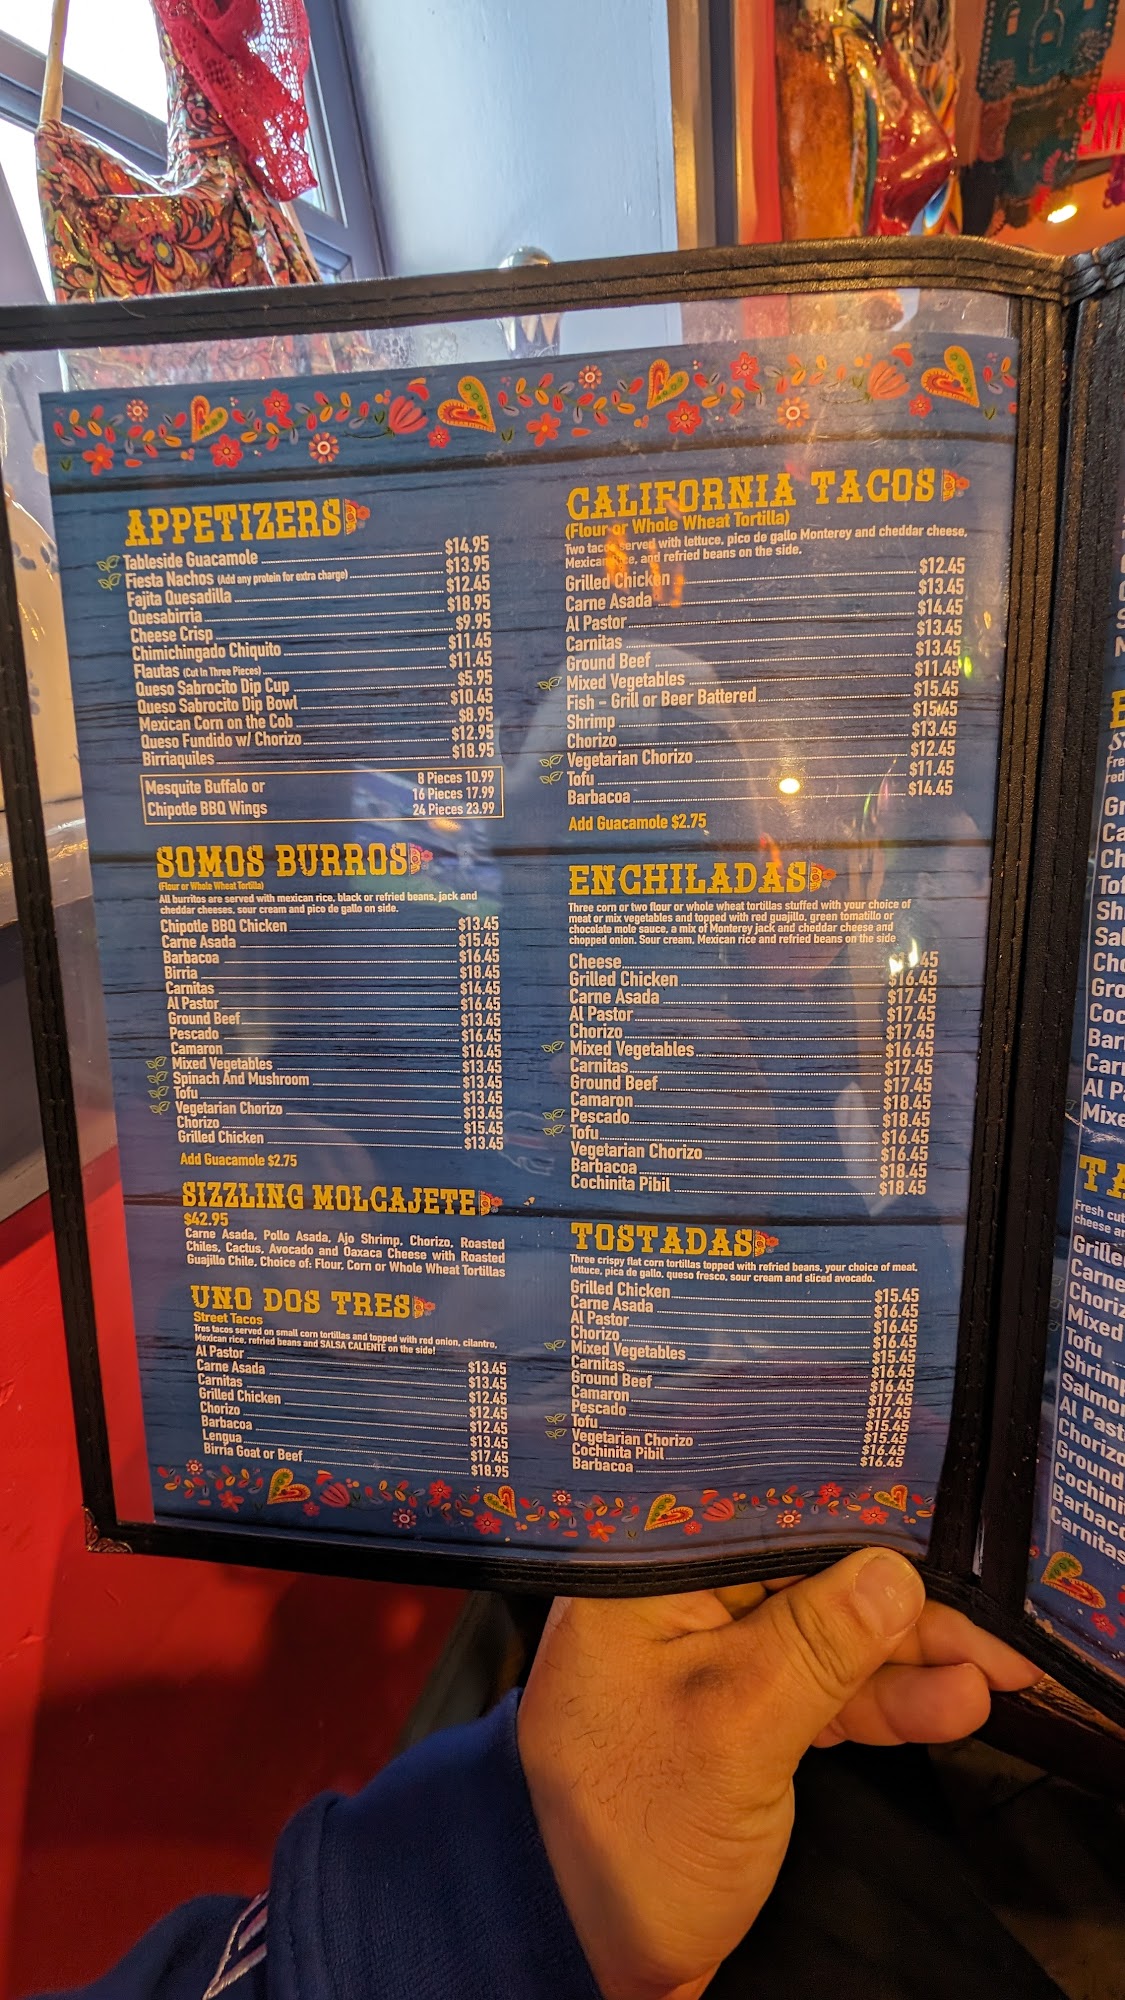 APPETIZERS
Tableside Guacamole $14.95
Fiesta Nachos (Add any protein for extra charge) $13.95
Fajita Quesadilla $12.45
Quesabirria $18.95
Cheese Crisp $9.95
Chimichingado Chiquito $11.45
Flautas (Cut In Three Pieces) $11.45
Queso Sabrocito Dip Cup $5.95
Queso Sabrocito Dip Bowl $10.45
Mexican Corn on the Cob $8.95
Queso Fundido w/ Chorizo $12.95
Birriaquiles $18.95
Mesquite Buffalo or
Chipotle BBQ Wings
8 Pieces 10.99
16 Pieces 17.99
24 Pieces 23.99
SOMOS BURROS
(Flour or Whole Wheat Tortilla)
All burritos are served with mexican rice, black or refried beans, jack and
cheddar cheeses, sour cream and pico de gallo on side.
Chipotle BBQ Chicken $13.45
Carne Asada $15.45
Barbacoa $16.45
Birria $18.45
Carnitas $14.45
Al Pastor $16.45
Ground Beef $13.45
Pescado $16.45
Camaron $16.45
Mixed Vegetables $13.45
Spinach And Mushroom $13.45
Tofu $13.45
Vegetarian Chorizo $13.45
Chorizo $15.45
Grilled Chicken $13.45
Add Guacamole $2.75
SIZZLING MOLCAJETE
$42.95
Carne Asada, Pollo Asada, Ajo Shrimp, Chorizo, Roasted
Chiles, Cactus, Avocado and Oaxaca Cheese with Roasted
Guajillo Chile, Choice of: Flour, Corn or Whole Wheat Tortillas
UNO DOS TRES
Street Tacos
Tres tacos served on small corn tortillas and topped with red onion, cilantro,
Mexican rice, refried beans and SALSA CALIENTE on the side!
Al Pastor $13.45
Carne Asada $13.45
Carnitas $12.45
Grilled Chicken $12.45
Chorizo $12.45
Barbacoa $13.45
Lengua $17.45
Birria Goat or Beef $18.95
CALIFORNIA TACOS
(Flour or Whole Wheat Tortilla)
Two tacos served with lettuce, pico de gallo Monterey and cheddar cheese,
Mexican rice, and refried beans on the side.
Grilled Chicken $12.45
Carne Asada $13.45
Al Pastor $14.45
Carnitas $13.45
Ground Beef $13.45
Mixed Vegetables $11.45
Fish - Grill or Beer Battered $15.45
Shrimp $15.45
Chorizo $13.45
Vegetarian Chorizo $12.45
Tofu $11.45
Barbacoa $14.45
Add Guacamole $2.75
ENCHILADAS
Three corn or two flour or whole wheat tortillas stuffed with your choice of
meat or mix vegetables and topped with red guajillo, green tomatillo or
chocolate mole sauce, a mix of Monterey jack and cheddar cheese and
chopped onion. Sour cream, Mexican rice and refried beans on the side
Cheese 45
Grilled Chicken $16.45
Carne Asada $17.45
Al Pastor $17.45
Chorizo $17.45
Mixed Vegetables $16.45
Carnitas $17.45
Ground Beef $17.45
Camaron $18.45
Pescado $18.45
Tofu $16.45
Vegetarian Chorizo $16.45
Barbacoa $18.45
Cochinita Pibil $18.45
TOSTADAS
Three crispy flat corn tortillas topped with refried beans, your choice of meat,
lettuce, pica de gallo, queso fresco, sour cream and sliced avocado.
Grilled Chicken $15.45
Carne Asada $16.45
Al Pastor $16.45
Chorizo $16.45
Mixed Vegetables $15.45
Carnitas $16.45
Ground Beef $16.45
Camaron $17.45
Pescado $17.45
Tofu $15.45
Vegetarian Chorizo $15.45
Cochinita Pibil $16.45
Barbacoa $16.45
Tofu
Al Past
Carnitas